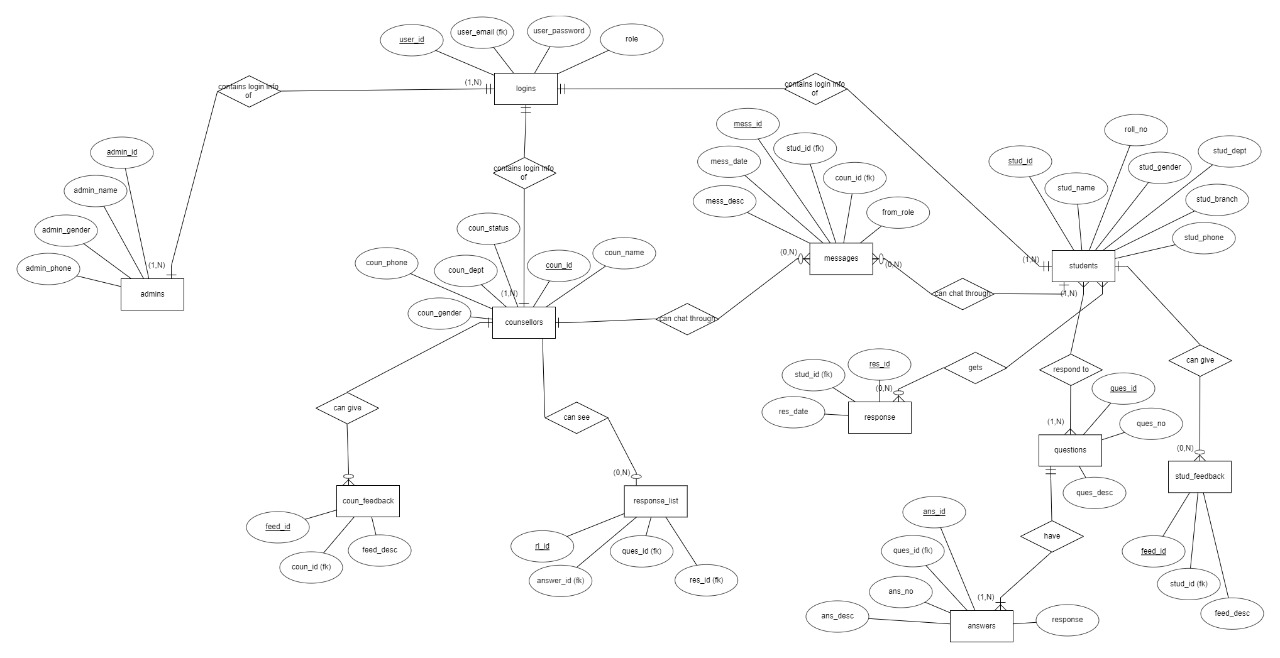 user_id
user_email (fk)
user_password
role
logins
(1,N)
contains login info
of
contains login info
of
contains login info
of
admin_id
admin_name
admin_gender
admin_phone
(1,N)
admins
mess_id
stud_id (fk)
mess_date
coun_id (fk)
mess_desc
from_role
(0,N)
messages
(0,N)
roll_no
stud_id
stud_gender
stud_dept
stud_name
stud_branch
stud_phone
(1,N)
students
(1,N)
coun_status
coun_phone
coun_dept
coun_id
coun_name
(1,N)
coun_gender
counsellors
can chat through
can chat through
gets
respond to
can give
can give
can see
stud_id (fk)
res_id
(0,N)
res_date
response
ques_id
ques_no
(1,N)
questions
ques_desc
(0,N)
stud_feedback
feed_id
stud_id (fk)
feed_desc
have
coun_feedback
feed_id
coun_id (fk)
feed_desc
(0,N)
response_list
rl_id
answer_id (fk)
ques_id (fk)
res_id (fk)
ans_id
ques_id (fk)
ans_no
ans_desc
(1,N)
answers
response